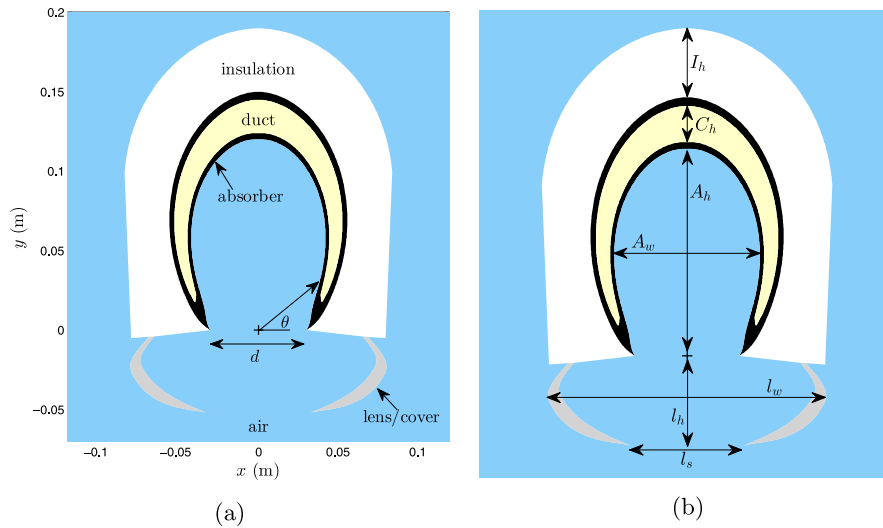 0.2
0.15
0.1
0.05
0
−0.05
y (m)
−0.1
−0.05
0
0.05
0.1
x (m)
insulation
duct
absorber
θ
d
lens/cover
air
(a)
I_h
C_h
A_h
A_w
l_w
l_h
l_s
(b)